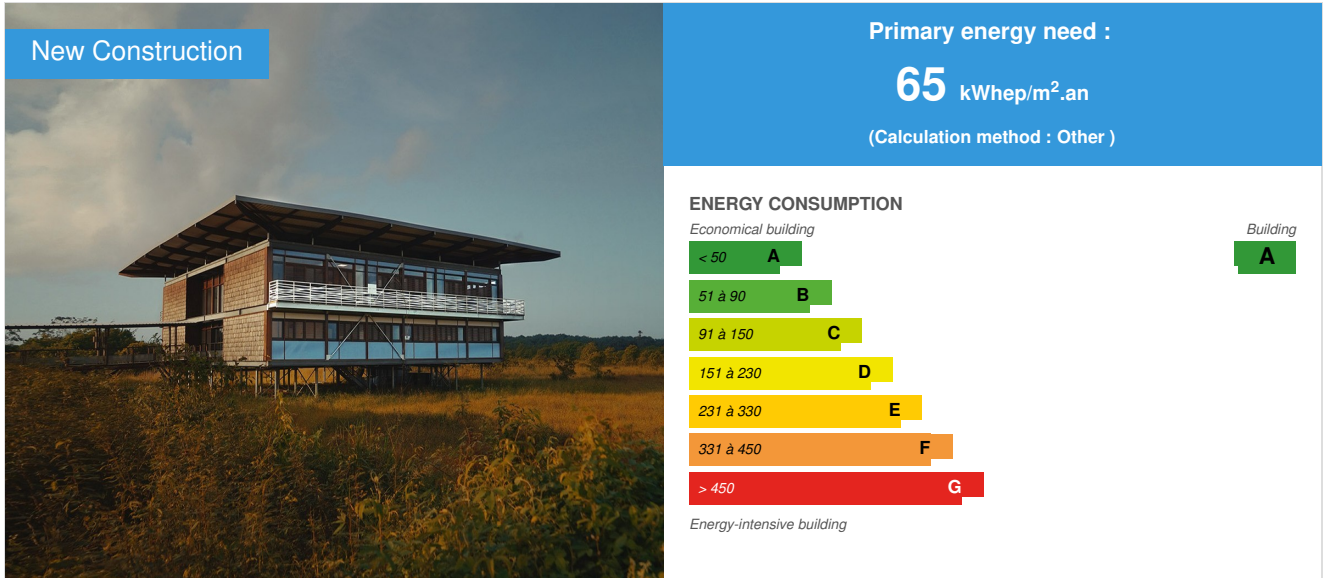 New Construction
Primary energy need :
65 kWhep/m².an
(Calculation method : Other )
ENERGY CONSUMPTION
Economical building
Building
< 50 A
A
51 à 90 B
91 à 150 C
151 à 230 D
231 à 330 E
331 à 450 F
> 450 G
Energy-intensive building